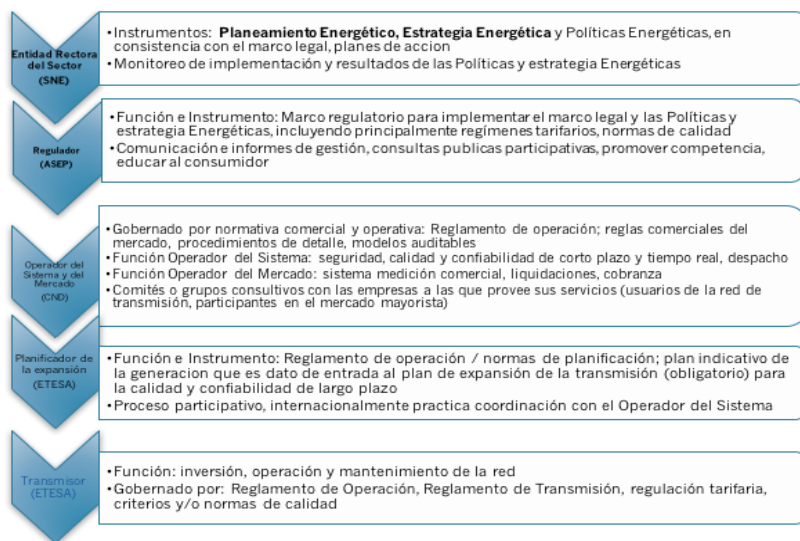 Entidad Rectora
del Sector
(SNE)
•Instrumentos: Planeamiento Energético, Estrategia Energética y Políticas Energéticas, en
consistencia con el marco legal, planes de accion
•Monitoreo de implementación y resultados de las Políticas y estrategia Energéticas
Regulador
(ASEP)
•Función e Instrumento: Marco regulatorio para implementar el marco legal y las Políticas y
estrategia Energéticas, incluyendo principalmente regímenes tarifarios, normas de calidad
•Comunicación e informes de gestión, consultas publicas participativas, promover competencia,
educar al consumidor
Operador del
Sistema y del
Mercado
(CND)
•Gobernado por normativa comercial y operativa: Reglamento de operación; reglas comerciales del
mercado, procedimientos de detalle, modelos auditables
•Función Operador del Sistema: seguridad, calidad y confiabilidad de corto plazo y tiempo real, despacho
•Función Operador del Mercado: sistema medición comercial, liquidaciones, cobranza
•Comités o grupos consultivos con las empresas a las que provee sus servicios (usuarios de la red de
transmisión, participantes en el mercado mayorista)
Planificador de
la expansión
(ETESA)
•Función e Instrumento: Reglamento de operación / normas de planificación; plan indicativo de
la generacion que es dato de entrada al plan de expansión de la transmisión (obligatorio) para
la calidad y confiabilidad de largo plazo
•Proceso participativo, internacionalmente practica coordinación con el Operador del Sistema
Transmisor
(ETESA)
•Función: inversión, operación y mantenimiento de la red
•Gobernado por: Reglamento de Operación, Reglamento de Transmisión, regulación tarifaria,
criterios y/o normas de calidad